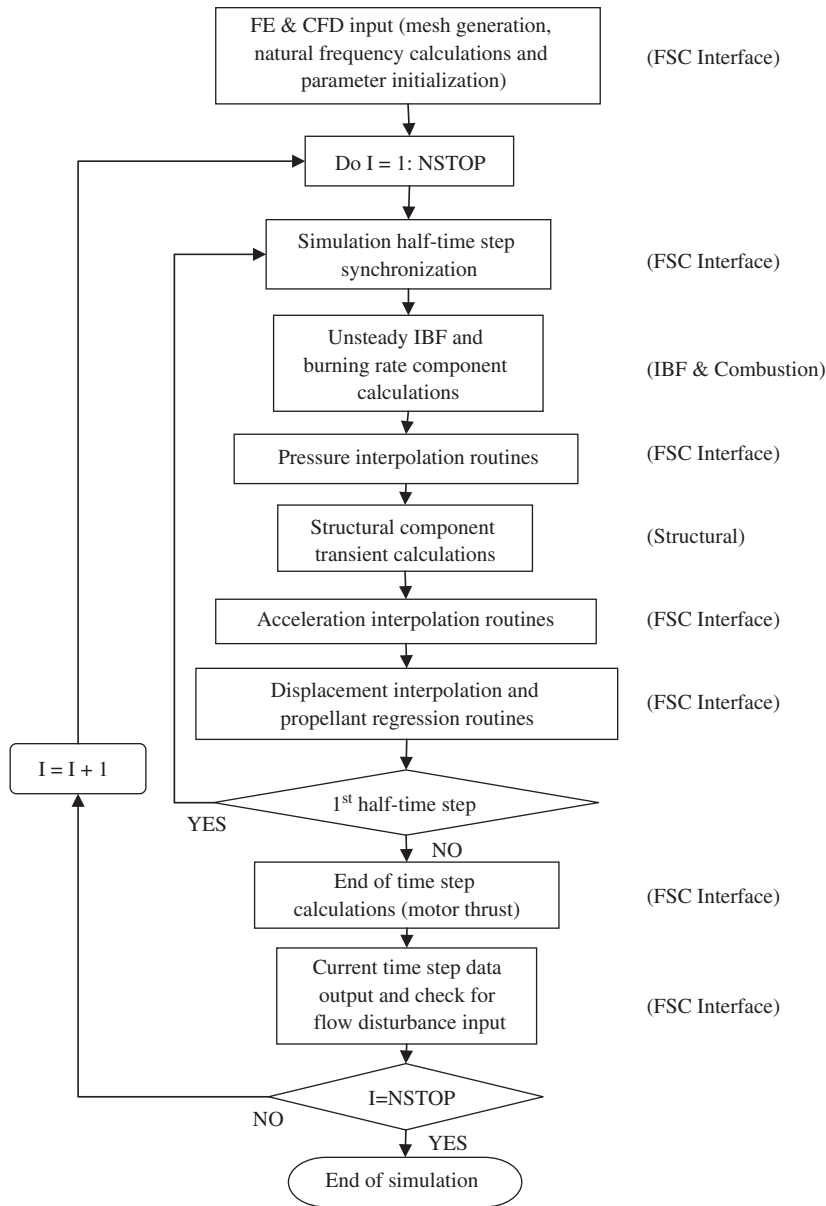 FE & CFD input (mesh generation,
natural frequency calculations and
parameter initialization)
(FSC Interface)
Do I = 1: NSTOP
Simulation half-time step
synchronization
(FSC Interface)
Unsteady IBF and
burning rate component
calculations
(IBF & Combustion)
Pressure interpolation routines
(FSC Interface)
Structural component
transient calculations
(Structural)
Acceleration interpolation routines
(FSC Interface)
Displacement interpolation and
propellant regression routines
(FSC Interface)
I = I + 1
1st half-time step
YES
NO
End of time step
calculations (motor thrust)
(FSC Interface)
Current time step data
output and check for
flow disturbance input
(FSC Interface)
I=NSTOP
NO
YES
End of simulation